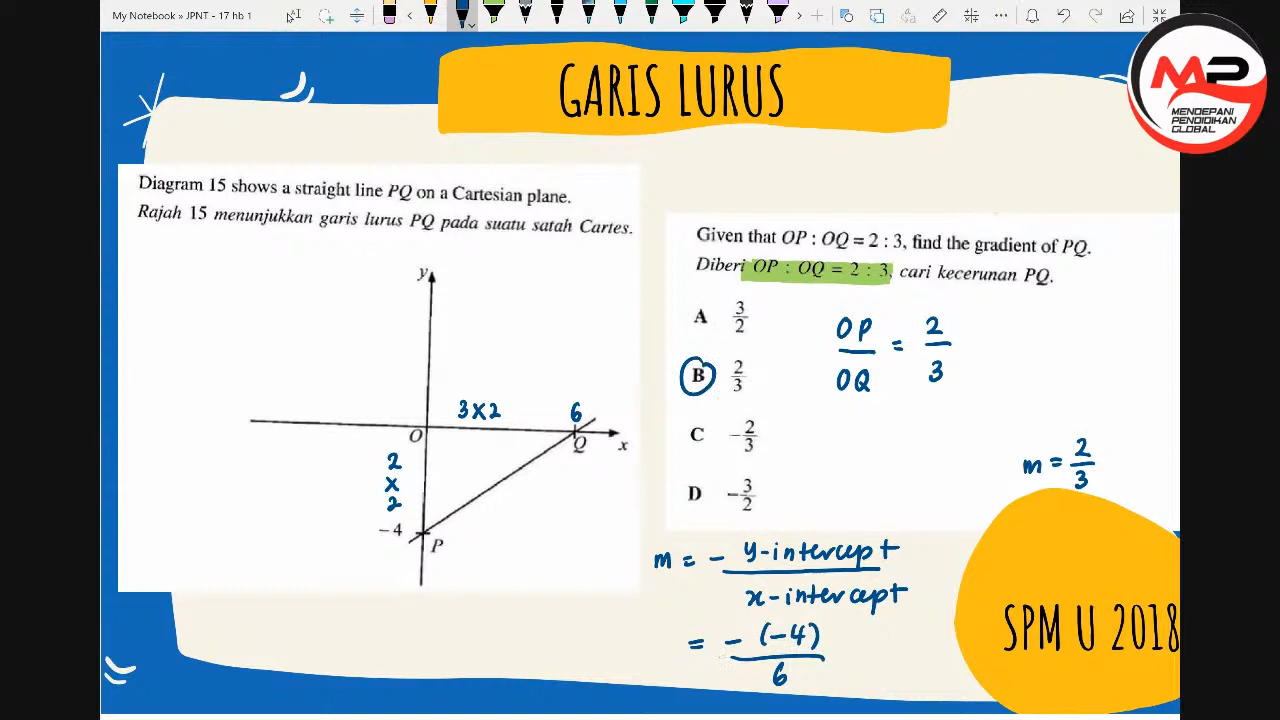 My Notebook » JPNT - 17 hb 1
GARIS LURUS
MP
MENDEPANI
PENDIDIKAN
GLOBAL
Diagram 15 shows a straight line PQ on a Cartesian plane.
Rajah 15 menunjukkan garis lurus PQ pada suatu satah Cartes.
y
3x2
6
O
Q
x
2
x
2
-4
P
Given that OP : OQ = 2 : 3, find the gradient of PQ.
Diberi OP : OQ = 2 : 3, cari kecerunan PQ.
A 3/2
B 2/3
C -2/3
D -3/2
OP/OQ = 2/3
m = 2/3
m = - y-intercept
x-intercept
= -(-4)
6
SPM U 2018